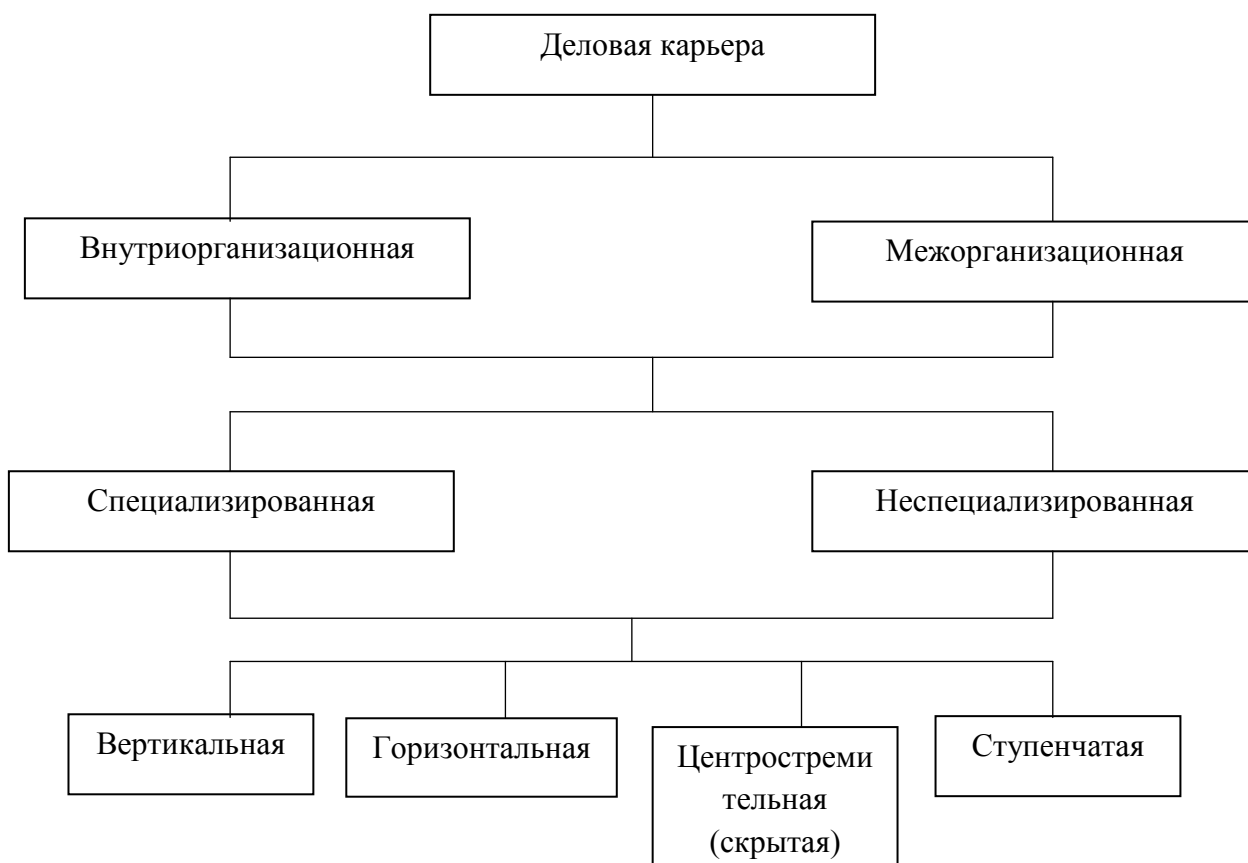 Деловая карьера
Внутриорганизационная
Межорганизационная
Специализированная
Неспециализированная
Вертикальная
Горизонтальная
Центростреми
тельная
(скрытая)
Ступенчатая